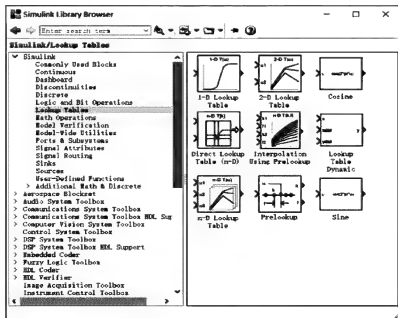 Simulink Library Browser
Enter search term
Simulink/Lookup Tables
Simulink
Commonly Used Blocks
Continuous
Dashboard
Discontinuities
Discrete
Logic and Bit Operations
Lookup Tables
Math Operations
Model Verification
Model-Wide Utilities
Ports & Subsystems
Signal Attributes
Signal Routing
Sinks
Sources
User-Defined Functions
Additional Math & Discrete
Aerospace Blockset
Audio System Toolbox
Communications System Toolbox
Communications System Toolbox HDL Sup
Computer Vision System Toolbox
Control System Toolbox
DSP System Toolbox
DSP System Toolbox HDL Support
Embedded Coder
Fuzzy Logic Toolbox
HDL Coder
HDL Verifier
Image Acquisition Toolbox
Instrument Control Toolbox
1-D T(u)
1-D Lookup
Table
2-D T(u)
u1
u2
2-D Lookup
Table
Cosine
n-D T[k]
Direct Lookup
Table (n-D)
n-D T(k,f)
Interpolation
Using Prelookup
Lookup
Table
Dynamic
n-D T(u)
u1
n-D Lookup
Table
Prelookup
Sine